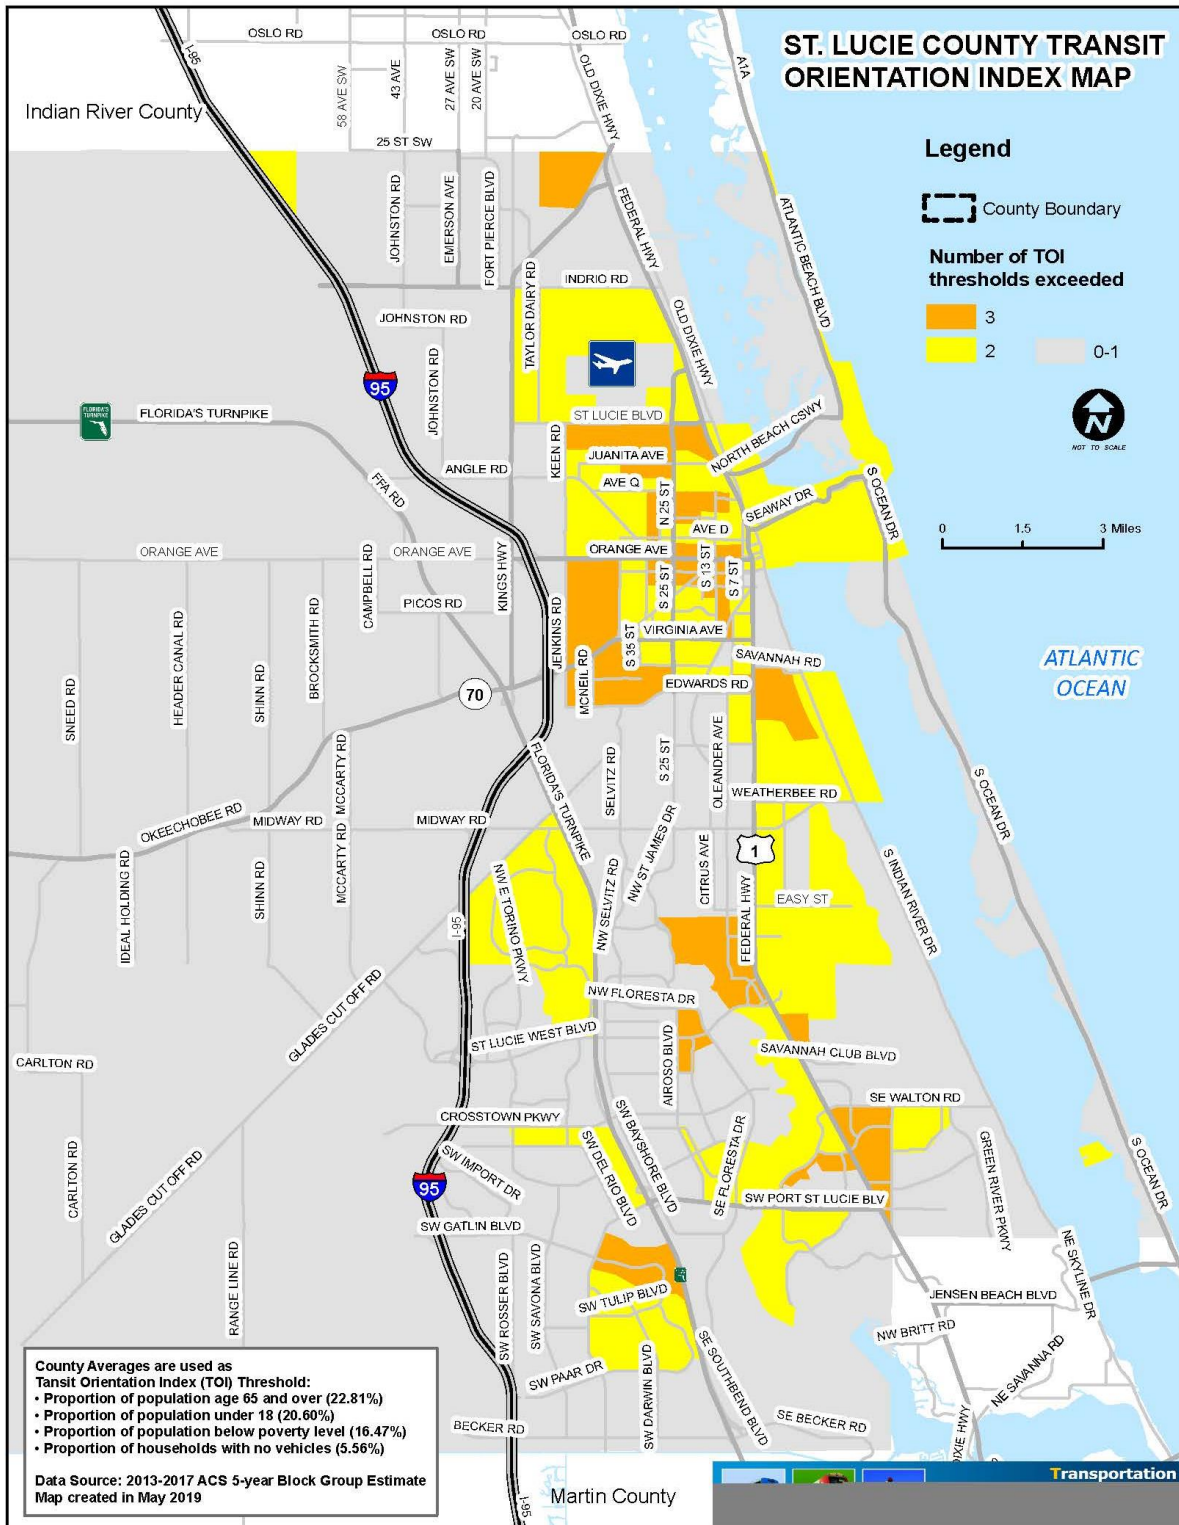 ST. LUCIE COUNTY TRANSIT
ORIENTATION INDEX MAP
Legend
County Boundary
Number of TOI
thresholds exceeded
3
2
0-1
N
NOT TO SCALE
0 1.5 3 Miles
ATLANTIC
OCEAN
Indian River County
Martin County
OSLO RD
OSLO RD
OSLO RD
I-95
58 AVE SW
43 AVE
27 AVE SW
20 AVE SW
OLD DIXIE HWY
A1A
25 ST SW
JOHNSTON RD
EMERSON AVE
FORT PIERCE BLVD
FEDERAL HWY
ATLANTIC BEACH BLVD
INDRIO RD
TAYLOR DAIRY RD
JOHNSTON RD
JOHNSTON RD
OLD DIXIE HWY
95
FLORIDA'S
TURNPIKE
FLORIDA'S TURNPIKE
ST LUCIE BLVD
KEEN RD
JUANITA AVE
NORTH BEACH CSWY
ANGLE RD
FFA RD
AVE Q
N 25 ST
SEAWAY DR
S OCEAN DR
AVE D
ORANGE AVE
ORANGE AVE
ORANGE AVE
KINGS HWY
CAMPBELL RD
PICOS RD
S 25 ST
S 13 ST
S 7 ST
JENKINS RD
S 35 ST
VIRGINIA AVE
SAVANNAH RD
SNEED RD
HEADER CANAL RD
SHINN RD
BROCKSMITH RD
MCNEIL RD
EDWARDS RD
70
OLEANDER AVE
S 25 ST
SELVITZ RD
FLORIDA'S TURNPIKE
MCCARTY RD
WEATHERBEE RD
S OCEAN DR
OKEECHOBEE RD
MIDWAY RD
MIDWAY RD
IDEAL HOLDING RD
SHINN RD
MCCARTY RD
NW ST JAMES DR
CITRUS AVE
1
FEDERAL HWY
S INDIAN RIVER DR
EASY ST
NW E TORINO PKWY
NW SELVITZ RD
I-95
GLADES CUT OFF RD
NW FLORESTA DR
ST LUCIE WEST BLVD
AIROSO BLVD
SAVANNAH CLUB BLVD
CARLTON RD
SE WALTON RD
CROSSTOWN PKWY
SW BAYSHORE BLVD
SW DEL RIO BLVD
SE FLORESTA DR
GREEN RIVER PKWY
S OCEAN DR
CARLTON RD
GLADES CUT OFF RD
SW IMPORT DR
95
SW PORT ST LUCIE BLV
SW GATLIN BLVD
NE SKYLINE DR
RANGE LINE RD
SW ROSSER BLVD
SW SAVONA BLVD
SW TULIP BLVD
JENSEN BEACH BLVD
NW BRITT RD
NE SAVANNA RD
SW PAAR DR
SW DARWIN BLVD
SE SOUTHBEND BLVD
BECKER RD
SE BECKER RD
DIXIE HWY
I-95
County Averages are used as
Tansit Orientation Index (TOI) Threshold:
• Proportion of population age 65 and over (22.81%)
• Proportion of population under 18 (20.60%)
• Proportion of population below poverty level (16.47%)
• Proportion of households with no vehicles (5.56%)
Data Source: 2013-2017 ACS 5-year Block Group Estimate
Map created in May 2019
Transportation